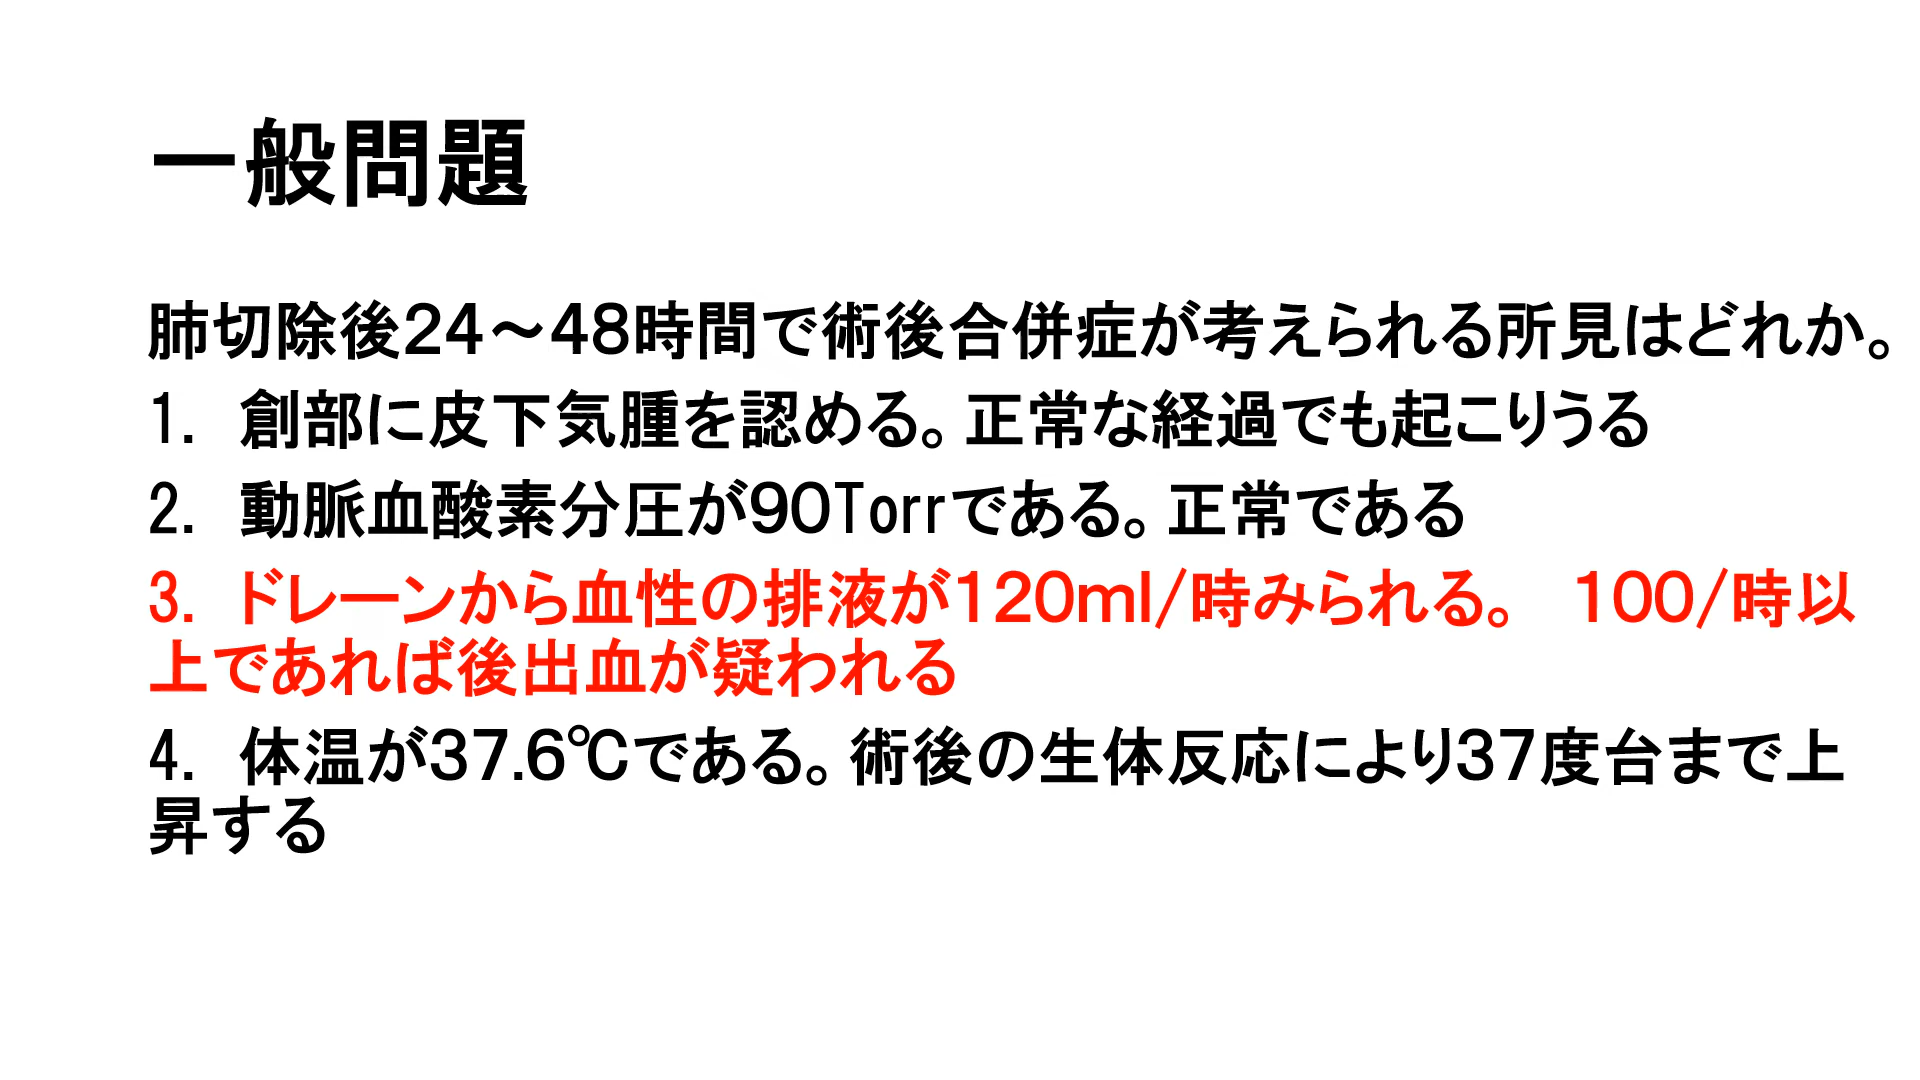 一般問題
肺切除後24～48時間で術後合併症が考えられる所見はどれか。
1. 創部に皮下気腫を認める。正常な経過でも起こりうる
2. 動脈血酸素分圧が90Torrである。正常である
3. ドレーンから血性の排液が120ml/時みられる。　100/時以
上であれば後出血が疑われる
4. 体温が37.6℃である。術後の生体反応により37度台まで上
昇する